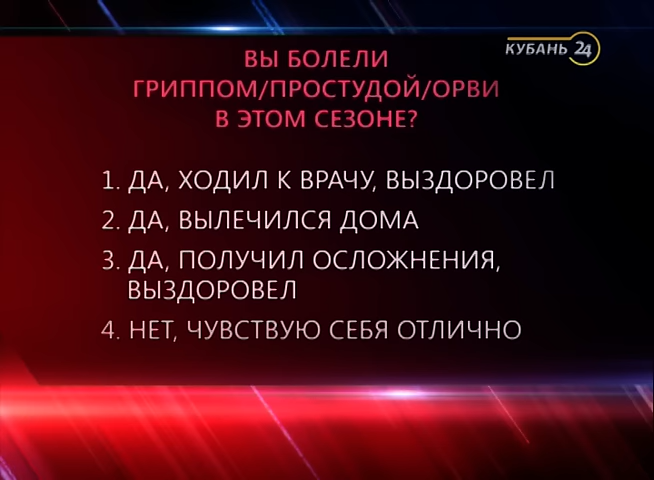 ВЫ БОЛЕЛИ
ГРИППОМ/ПРОСТУДОЙ/ОРВИ
В ЭТОМ СЕЗОНЕ?
КУБАНЬ 24
1. ДА, ХОДИЛ К ВРАЧУ, ВЫЗДОРОВЕЛ
2. ДА, ВЫЛЕЧИЛСЯ ДОМА
3. ДА, ПОЛУЧИЛ ОСЛОЖНЕНИЯ,
ВЫЗДОРОВЕЛ
4. НЕТ, ЧУВСТВУЮ СЕБЯ ОТЛИЧНО